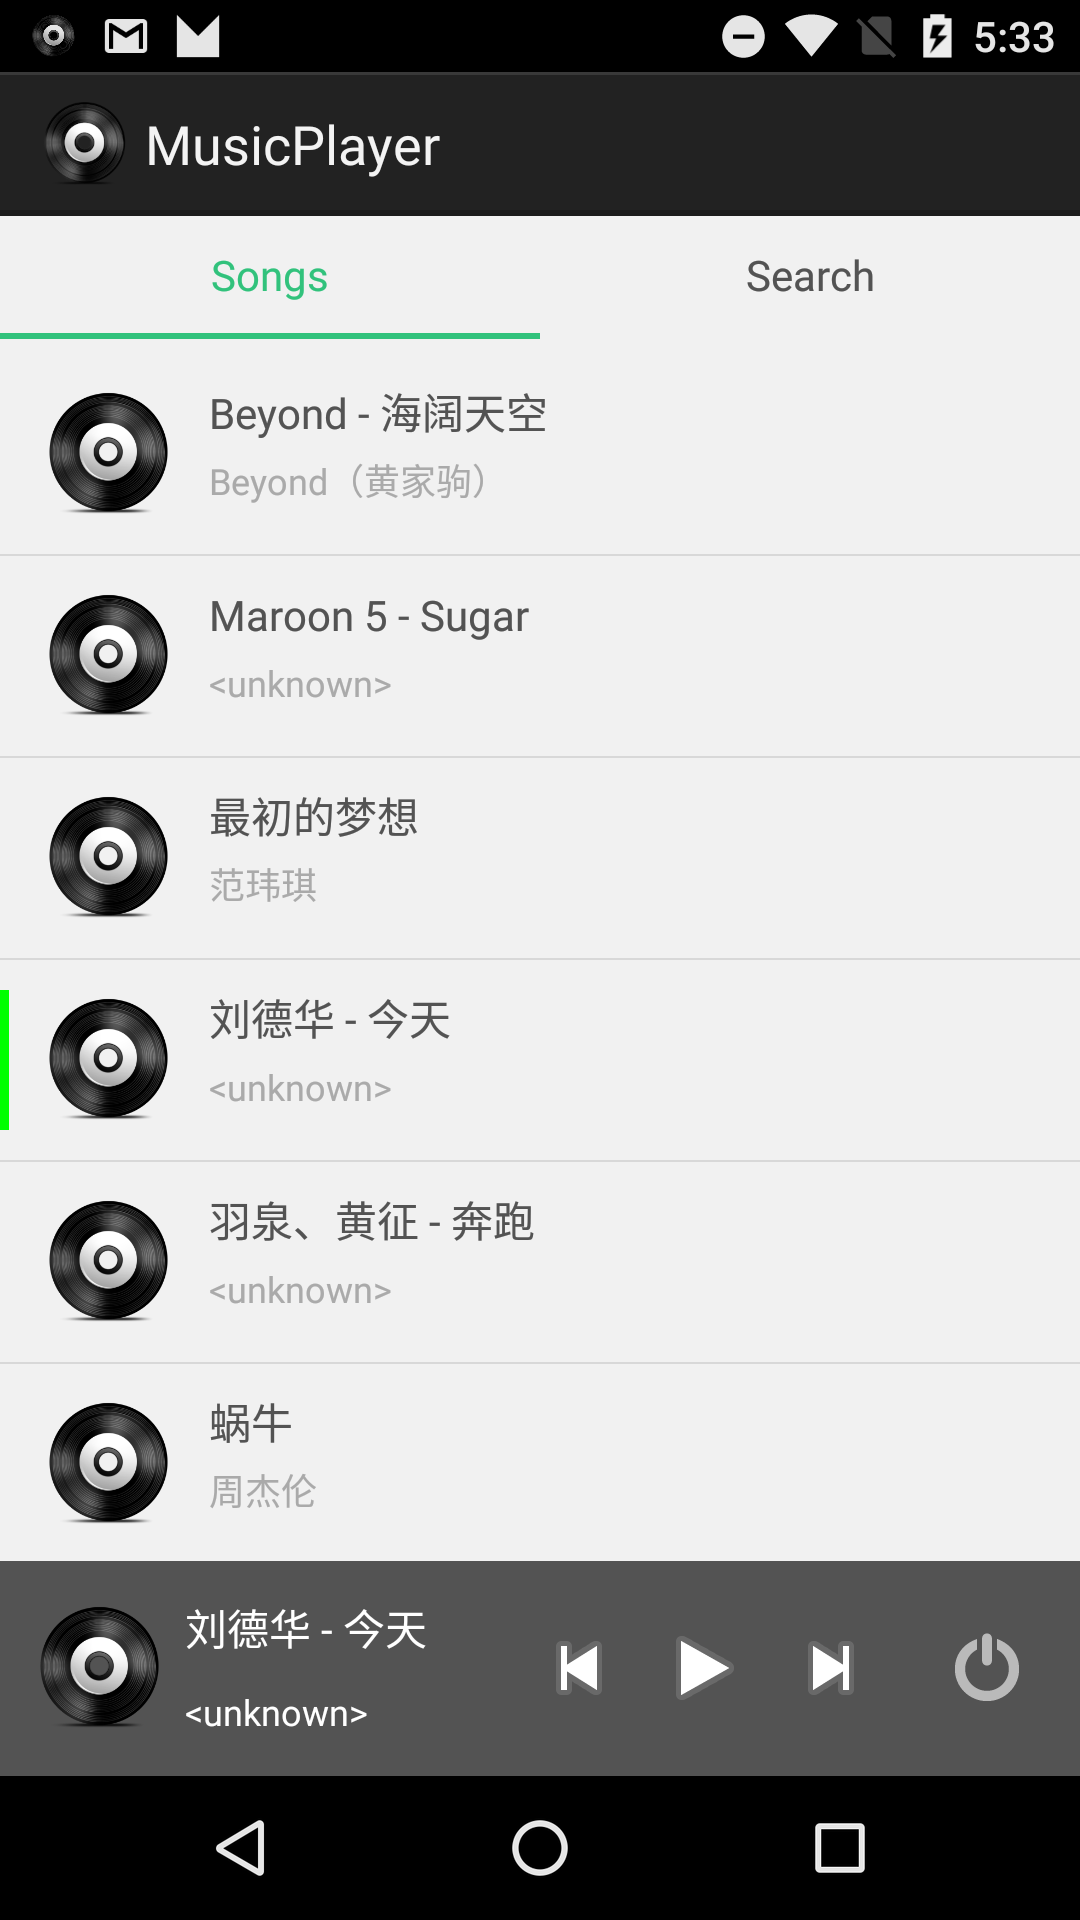 5:33
MusicPlayer
Songs
Search
Beyond - 海阔天空
Beyond（黄家驹）
Maroon 5 - Sugar
<unknown>
最初的梦想
范玮琪
刘德华 - 今天
<unknown>
羽泉、黄征 - 奔跑
<unknown>
蜗牛
周杰伦
刘德华 - 今天
<unknown>